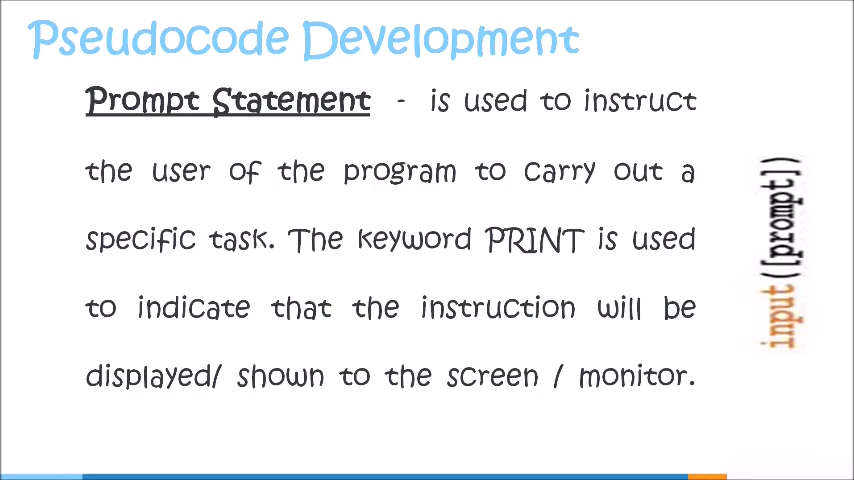 Pseudocode Development
Prompt Statement - is used to instruct
the user of the program to carry out a
specific task. The keyword PRINT is used
to indicate that the instruction will be
displayed/ shown to the screen / monitor.
input([prompt])